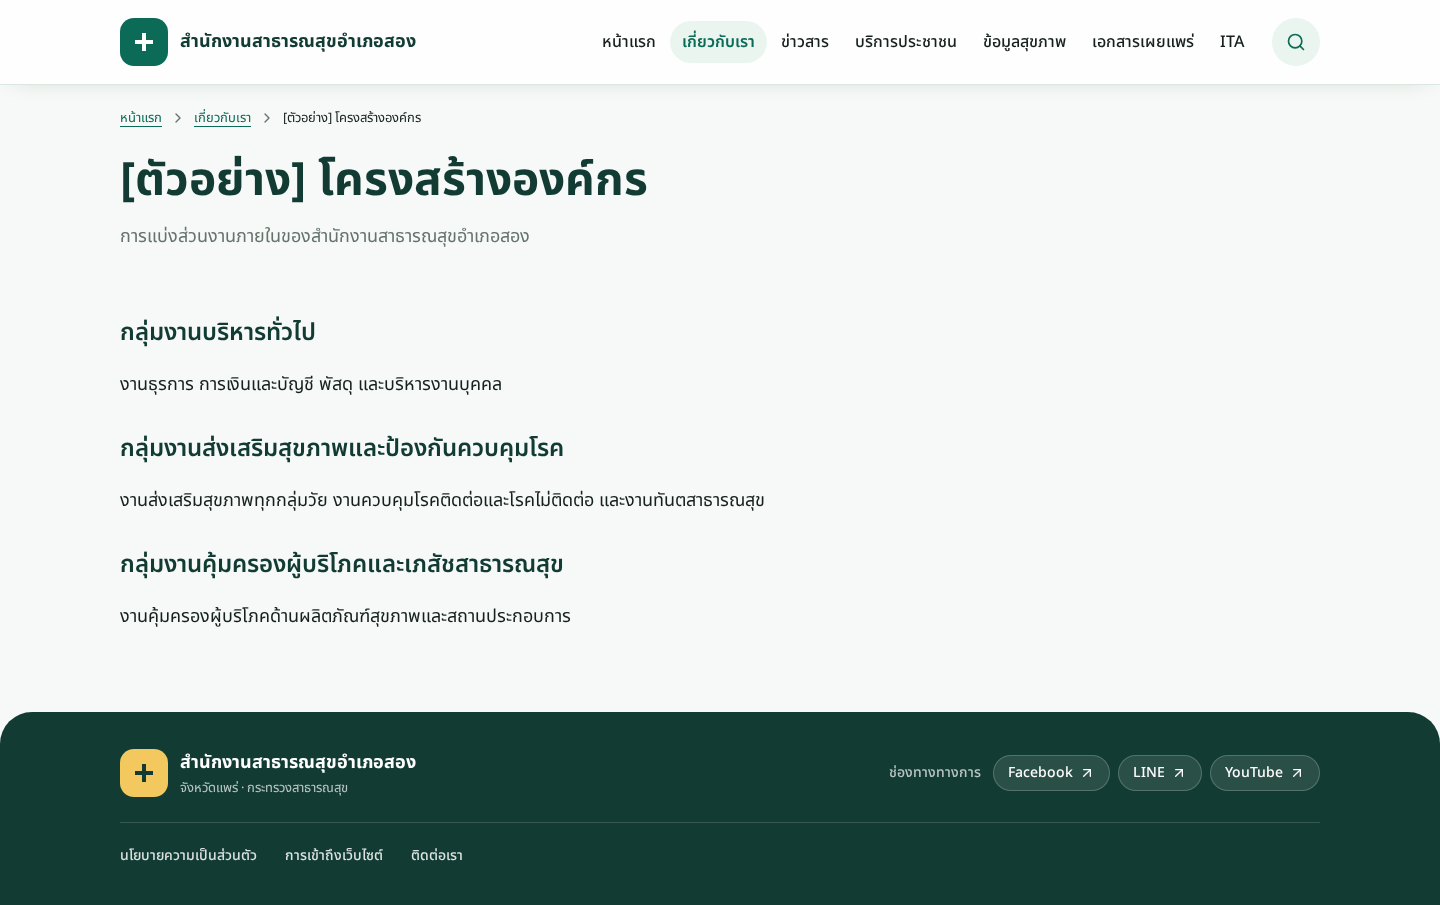 สำนักงานสาธารณสุขอำเภอสอง
หน้าแรก เกี่ยวกับเรา ข่าวสาร บริการประชาชน ข้อมูลสุขภาพ เอกสารเผยแพร่ ITA
หน้าแรก เกี่ยวกับเรา [ตัวอย่าง] โครงสร้างองค์กร
[ตัวอย่าง] โครงสร้างองค์กร
การแบ่งส่วนงานภายในของสำนักงานสาธารณสุขอำเภอสอง
กลุ่มงานบริหารทั่วไป
งานธุรการ การเงินและบัญชี พัสดุ และบริหารงานบุคคล
กลุ่มงานส่งเสริมสุขภาพและป้องกันควบคุมโรค
งานส่งเสริมสุขภาพทุกกลุ่มวัย งานควบคุมโรคติดต่อและโรคไม่ติดต่อ และงานทันตสาธารณสุข
กลุ่มงานคุ้มครองผู้บริโภคและเภสัชสาธารณสุข
งานคุ้มครองผู้บริโภคด้านผลิตภัณฑ์สุขภาพและสถานประกอบการ
สำนักงานสาธารณสุขอำเภอสอง
จังหวัดแพร่ · กระทรวงสาธารณสุข
ช่องทางทางการ Facebook LINE YouTube
นโยบายความเป็นส่วนตัว การเข้าถึงเว็บไซต์ ติดต่อเรา